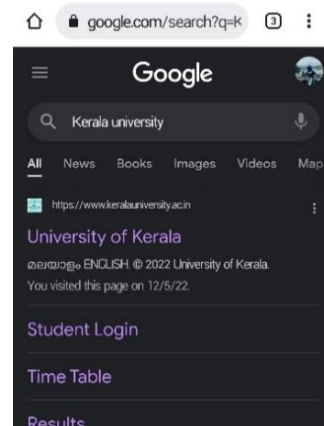 google.com/search?q=K
3
Google
Kerala university
All News Books Images Videos Map
https://www.keralauniversity.ac.in
University of Kerala
മലയാളം ENGLISH. © 2022 University of Kerala.
You visited this page on 12/5/22.
Student Login
Time Table
Results